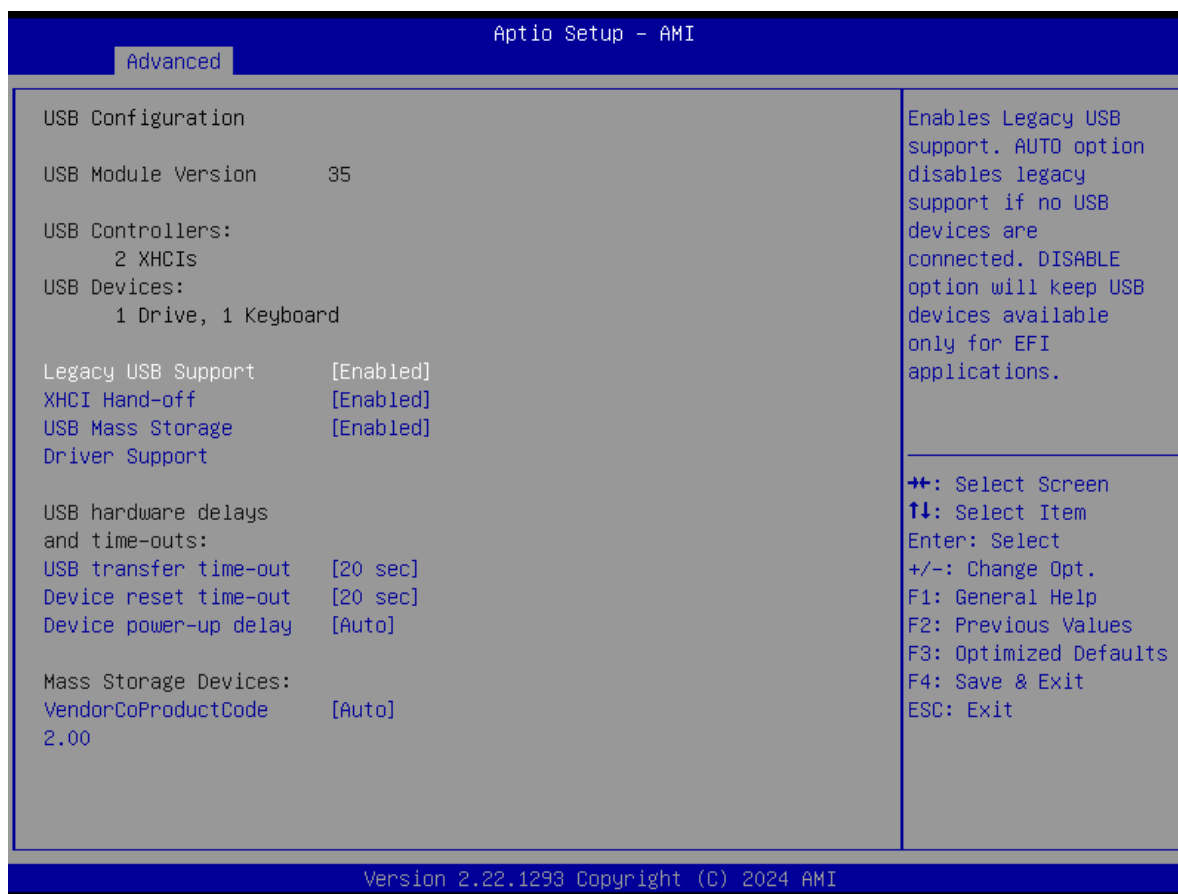 Aptio Setup – AMI
Advanced
USB Configuration
USB Module Version 35
USB Controllers:
2 XHCIs
USB Devices:
1 Drive, 1 Keyboard
Legacy USB Support [Enabled]
XHCI Hand-off [Enabled]
USB Mass Storage [Enabled]
Driver Support
USB hardware delays
and time-outs:
USB transfer time-out [20 sec]
Device reset time-out [20 sec]
Device power-up delay [Auto]
Mass Storage Devices:
VendorCoProductCode [Auto]
2.00
Enables Legacy USB
support. AUTO option
disables legacy
support if no USB
devices are
connected. DISABLE
option will keep USB
devices available
only for EFI
applications.
→←: Select Screen
↑↓: Select Item
Enter: Select
+/-: Change Opt.
F1: General Help
F2: Previous Values
F3: Optimized Defaults
F4: Save & Exit
ESC: Exit
Version 2.22.1293 Copyright (C) 2024 AMI